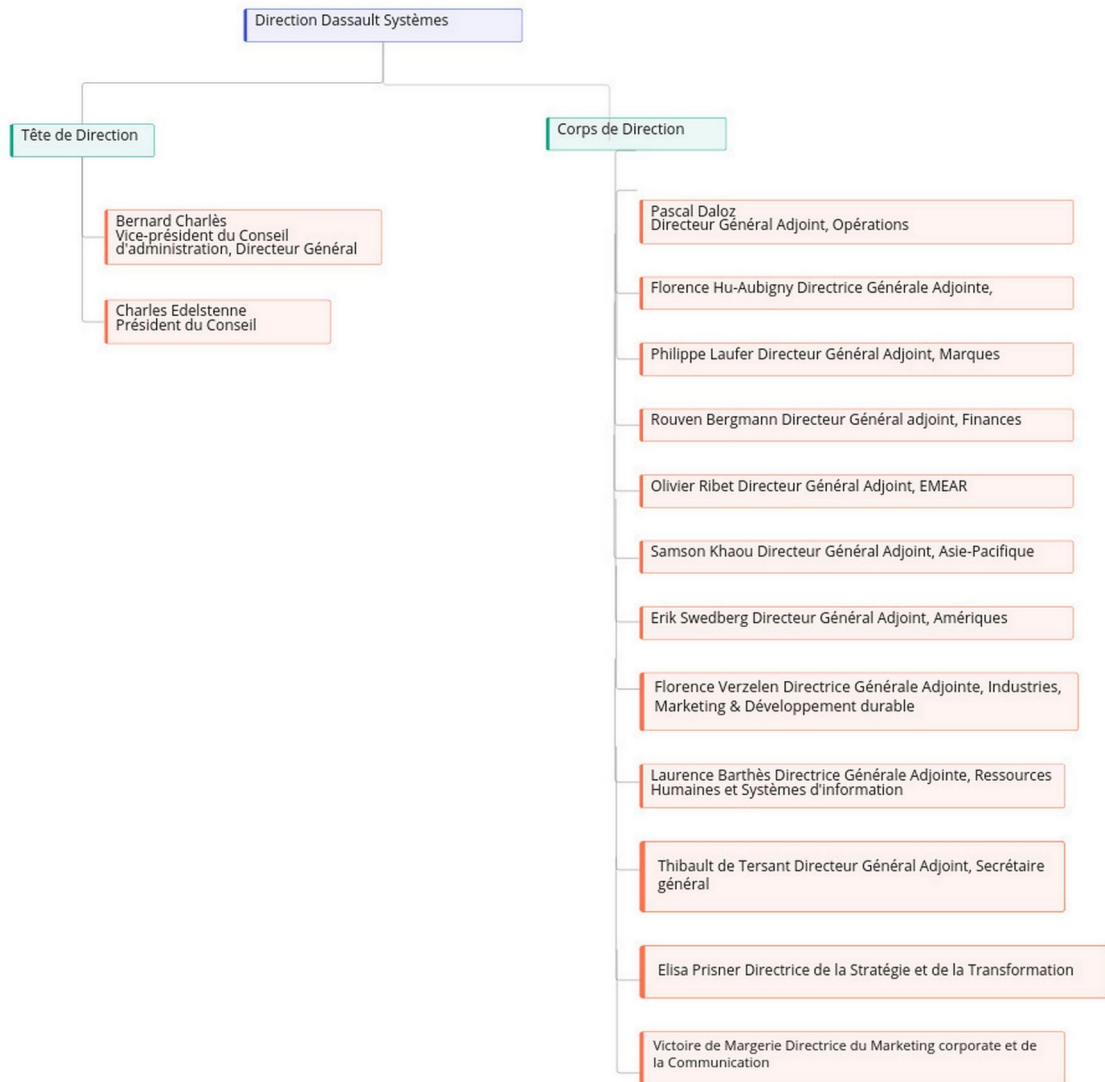 Direction Dassault Systèmes
Tête de Direction
Bernard Charlès
Vice-président du Conseil
d'administration, Directeur Général
Charles Edelstenne
Président du Conseil
Corps de Direction
Pascal Daloz
Directeur Général Adjoint, Opérations
Florence Hu-Aubigny Directrice Générale Adjointe,
Philippe Laufer Directeur Général Adjoint, Marques
Rouven Bergmann Directeur Général adjoint, Finances
Olivier Ribet Directeur Général Adjoint, EMEAR
Samson Khaou Directeur Général Adjoint, Asie-Pacifique
Erik Swedberg Directeur Général Adjoint, Amériques
Florence Verzelen Directrice Générale Adjointe, Industries,
Marketing & Développement durable
Laurence Barthès Directrice Générale Adjointe, Ressources
Humaines et Systèmes d'information
Thibault de Tersant Directeur Général Adjoint, Secrétaire
général
Elisa Prisner Directrice de la Stratégie et de la Transformation
Victoire de Margerie Directrice du Marketing corporate et de
la Communication